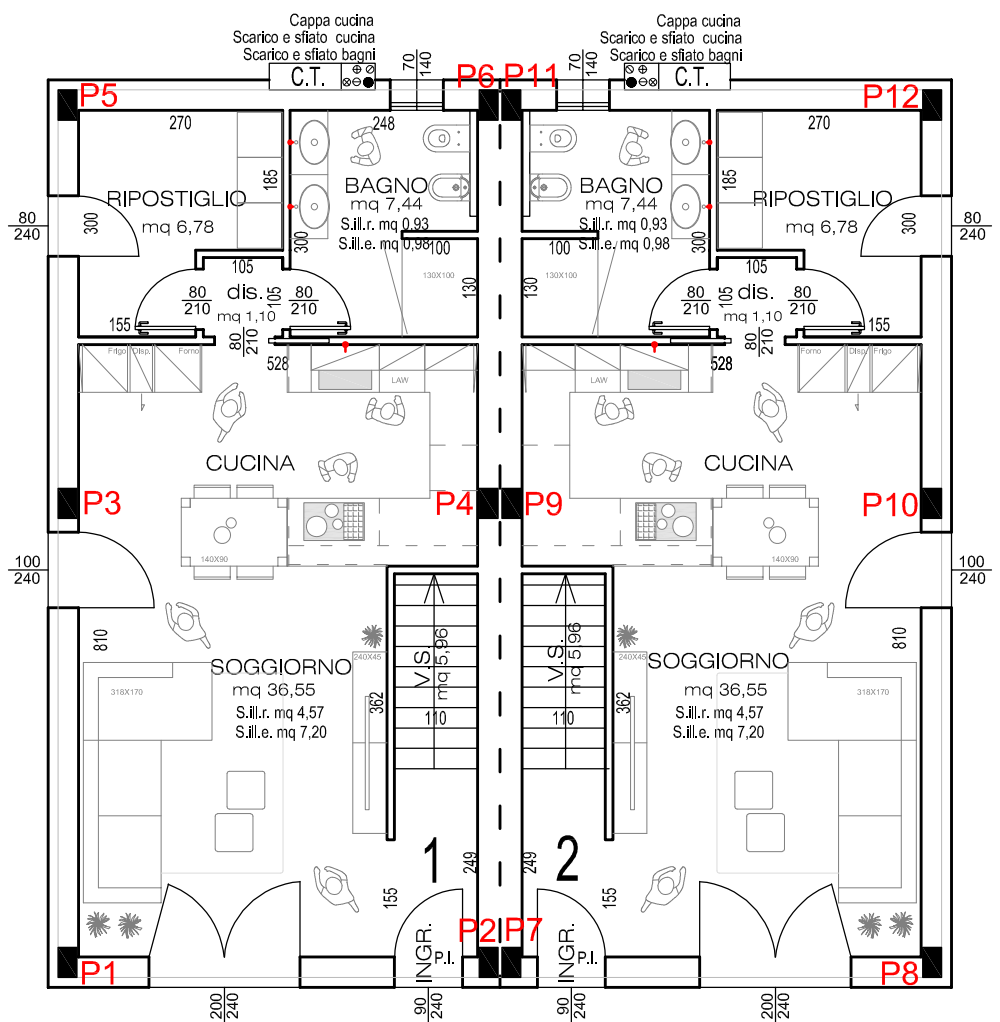 Cappa cucina
Scarico e sfiato cucina
Scarico e sfiato bagni
C.T.
70
140
Cappa cucina
Scarico e sfiato cucina
Scarico e sfiato bagni
C.T.
70
140
P5
P6
P11
P12
270
248
270
185
RIPOSTIGLIO
mq 6,78
BAGNO
mq 7,44
S.ill.r. mq 0,93
S.ill.e. mq 0,98
BAGNO
mq 7,44
S.ill.r. mq 0,93
S.ill.e. mq 0,98
185
RIPOSTIGLIO
mq 6,78
80
240
300
300
100
130X100
130
100
130X100
130
300
300
80
240
105
80
210
dis.
mq 1,10
80
210
105
155
80
210
105
80
210
105
dis.
mq 1,10
80
210
155
80
210
Frigo
Disp.
Forno
528
LAW
LAW
528
Forno
Disp.
Frigo
CUCINA
CUCINA
P3
P4
P9
P10
140X90
140X90
100
240
100
240
810
SOGGIORNO
mq 36,55
S.ill.r. mq 4,57
S.ill.e. mq 7,20
318X170
240X45
362
V.S.
mq 5,96
110
V.S.
mq 5,96
110
240X45
362
SOGGIORNO
mq 36,55
S.ill.r. mq 4,57
S.ill.e. mq 7,20
318X170
810
1
2
249
249
155
155
P1
P2
P7
P8
INGR.
P.I.
INGR.
P.I.
200
240
90
240
90
240
200
240